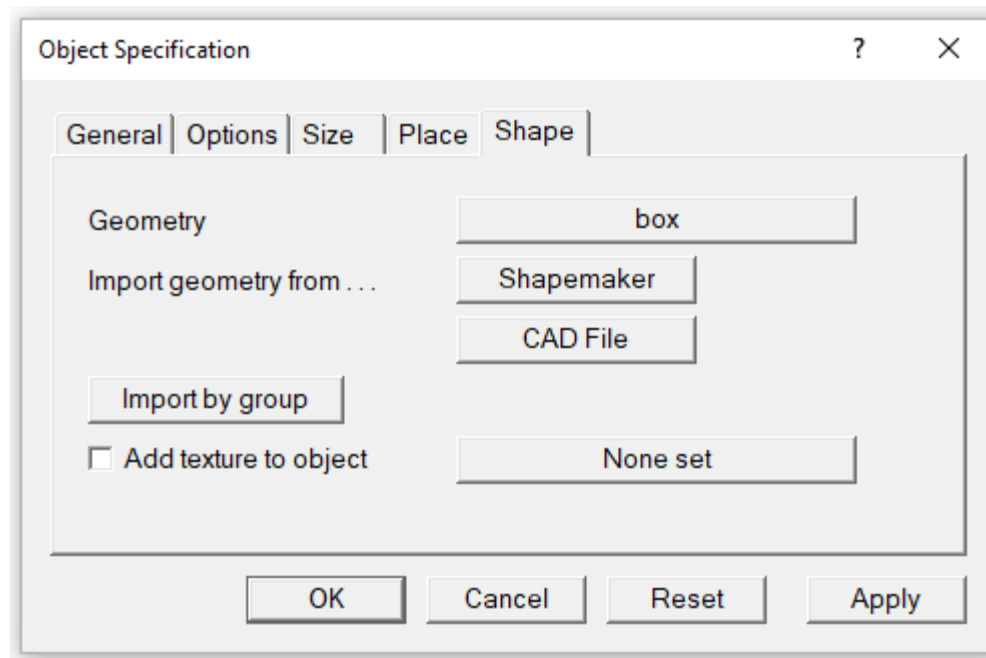 Object Specification ?
General Options Size Place Shape
Geometry box
Import geometry from . . . Shapemaker
CAD File
Import by group
Add texture to object None set
OK Cancel Reset Apply